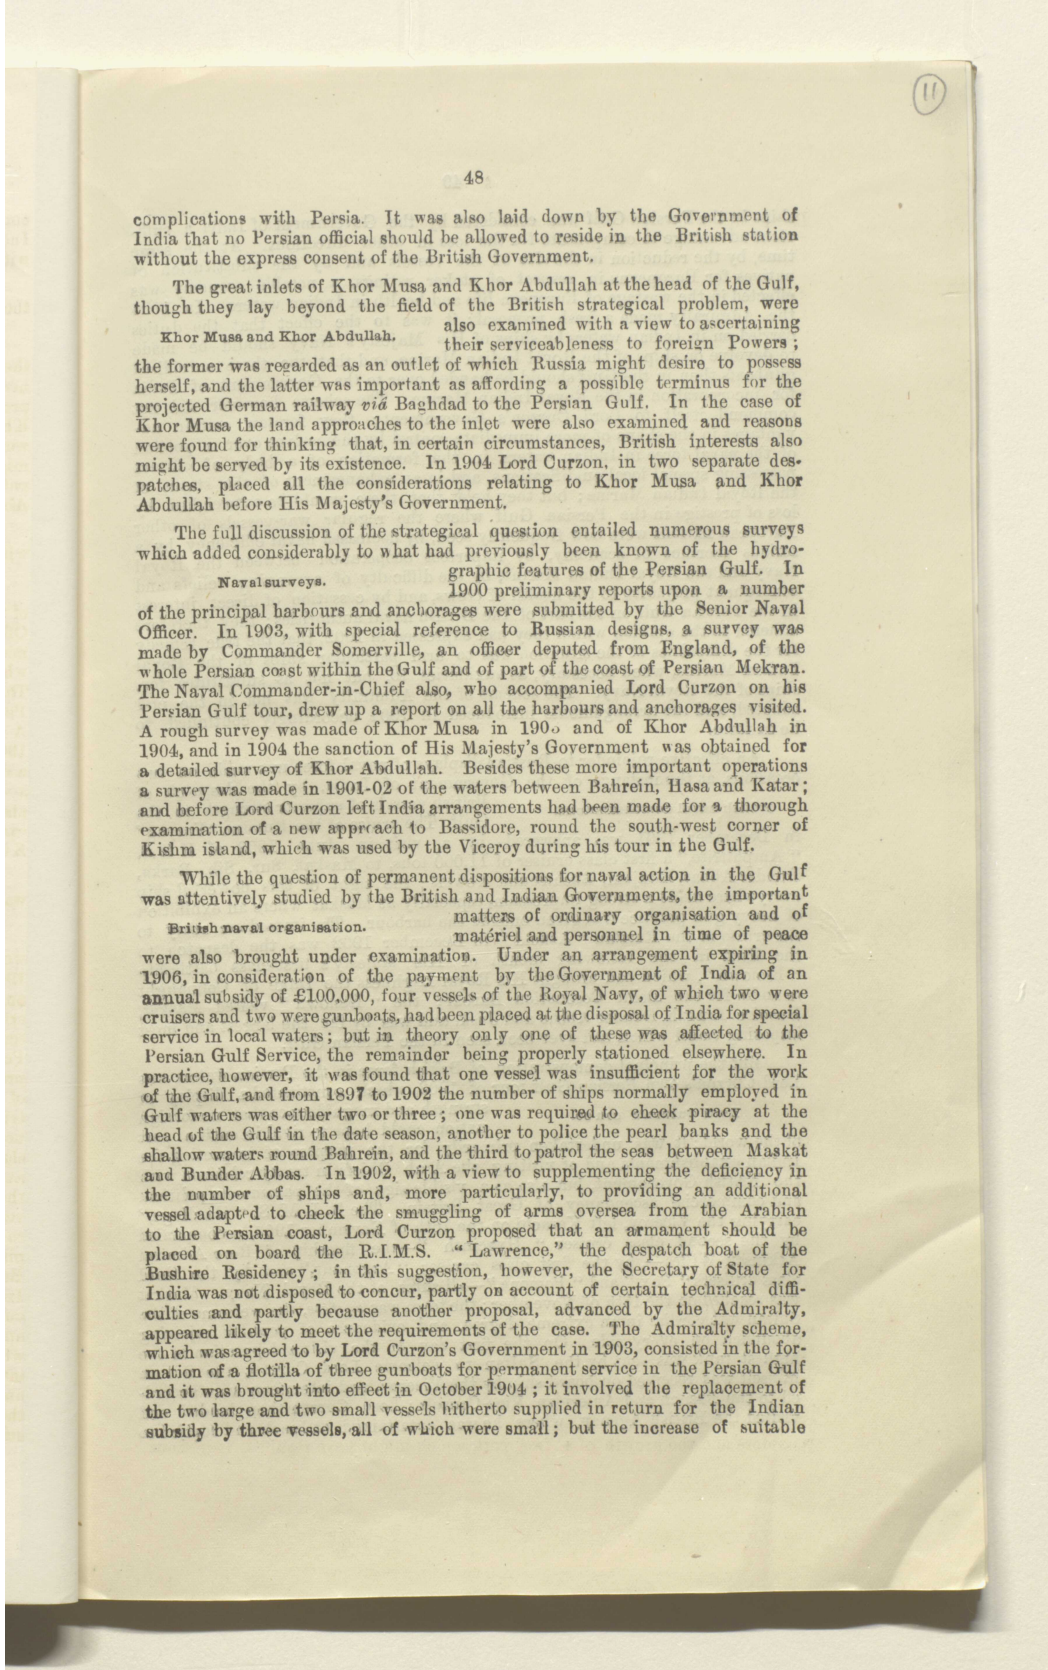 11
48
complications with Persia. It was also laid down by the Government of
India that no Persian official should be allowed to reside in the British station
without the express consent of the British Government.
The great inlets of Khor Musa and Khor Abdullah at the head of the Gulf,
though they lay beyond the field of the British strategical problem, were
also examined with a view to ascertaining
Khor Musa and Khor Abdullah.
their serviceableness to foreign Powers ;
the former was regarded as an outlet of which Russia might desire to possess
herself, and the latter was important as affording a possible terminus for the
projected German railway viâ Baghdad to the Persian Gulf. In the case of
Khor Musa the land approaches to the inlet were also examined and reasons
were found for thinking that, in certain circumstances, British interests also
might be served by its existence. In 1904 Lord Curzon, in two separate des-
patches, placed all the considerations relating to Khor Musa and Khor
Abdullah before His Majesty's Government.
The full discussion of the strategical question entailed numerous surveys
which added considerably to what had previously been known of the hydro-
graphic features of the Persian Gulf. In
Naval surveys.
1900 preliminary reports upon a number
of the principal harbours and anchorages were submitted by the Senior Naval
Officer. In 1903, with special reference to Russian designs, a survey was
made by Commander Somerville, an officer deputed from England, of the
whole Persian coast within the Gulf and of part of the coast of Persian Mekran.
The Naval Commander-in-Chief also, who accompanied Lord Curzon on his
Persian Gulf tour, drew up a report on all the harbours and anchorages visited.
A rough survey was made of Khor Musa in and of Khor Abdullah in
1904, and in 1904 the sanction of His Majesty's Government was obtained for
a detailed survey of Khor Abdullah. Besides these more important operations
a survey was made in 1901-02 of the waters between Bahrein, Hasa and Katar ;
and before Lord Curzon left India arrangements had been made for a thorough
examination of a new approach to Bassidore, round the south-west corner of
Kishm island, which was used by the Viceroy during his tour in the Gulf.
While the question of permanent dispositions for naval action in the Gulf
was attentively studied by the British and Indian Governments, the important
matters of ordinary organisation and of
British naval organisation.
matériel and personnel in time of peace
were also brought under examination. Under an arrangement expiring in
1906, in consideration of the payment by the Government of India of an
annual subsidy of £100,000, four vessels of the Royal Navy, of which two were
cruisers and two were gunboats, had been placed at the disposal of India for special
service in local waters ; but in theory only one of these was affected to the
Persian Gulf Service, the remainder being properly stationed elsewhere. In
practice, however, it was found that one vessel was insufficient for the work
of the Gulf, and from 1897 to 1902 the number of ships normally employed in
Gulf waters was either two or three ; one was required to check piracy at the
head of the Gulf in the date season, another to police the pearl banks and the
shallow waters round Bahrein, and the third to patrol the seas between Maskat
and Bunder Abbas. In 1902, with a view to supplementing the deficiency in
the number of ships and, more particularly, to providing an additional
vessel adapted to check the smuggling of arms oversea from the Arabian
to the Persian coast, Lord Curzon proposed that an armament should be
placed on board the R.I.M.S. "Lawrence," the despatch boat of the
Bushire Residency ; in this suggestion, however, the Secretary of State for
India was not disposed to concur, partly on account of certain technical diffi-
culties and partly because another proposal, advanced by the Admiralty,
appeared likely to meet the requirements of the case. The Admiralty scheme,
which was agreed to by Lord Curzon's Government in 1903, consisted in the for-
mation of a flotilla of three gunboats for permanent service in the Persian Gulf
and it was brought into effect in October 1904 ; it involved the replacement of
the two large and two small vessels hitherto supplied in return for the Indian
subsidy by three vessels, all of which were small ; but the increase of suitable